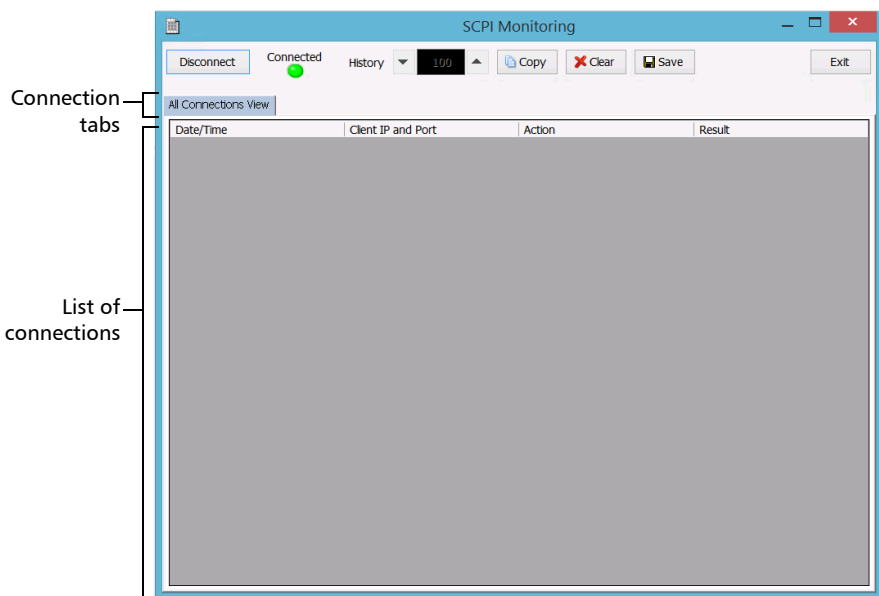 SCPI Monitoring
Disconnect Connected History 100 Copy Clear Save Exit
Connection
tabs
All Connections View
Date/Time Client IP and Port Action Result
List of
connections